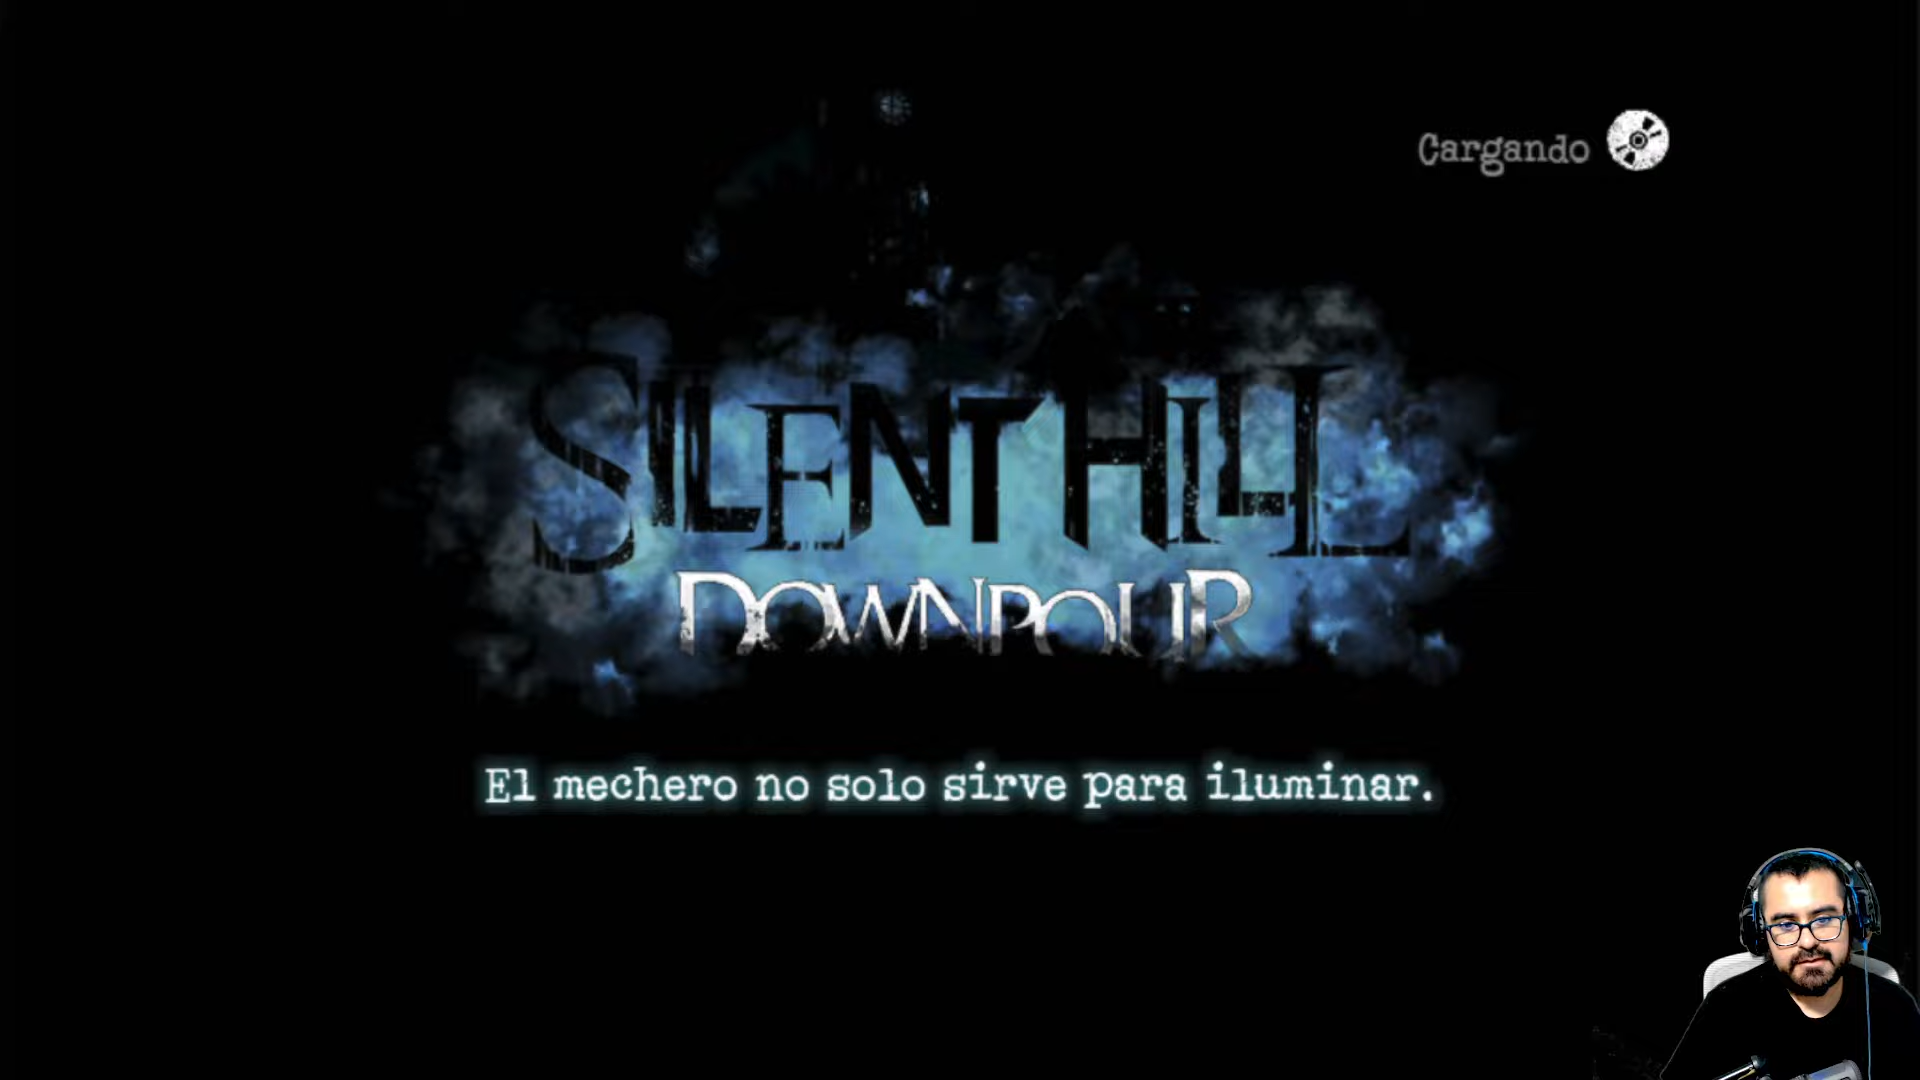 Cargando
SILENT HILL
DOWNPOUR
El mechero no solo sirve para iluminar.